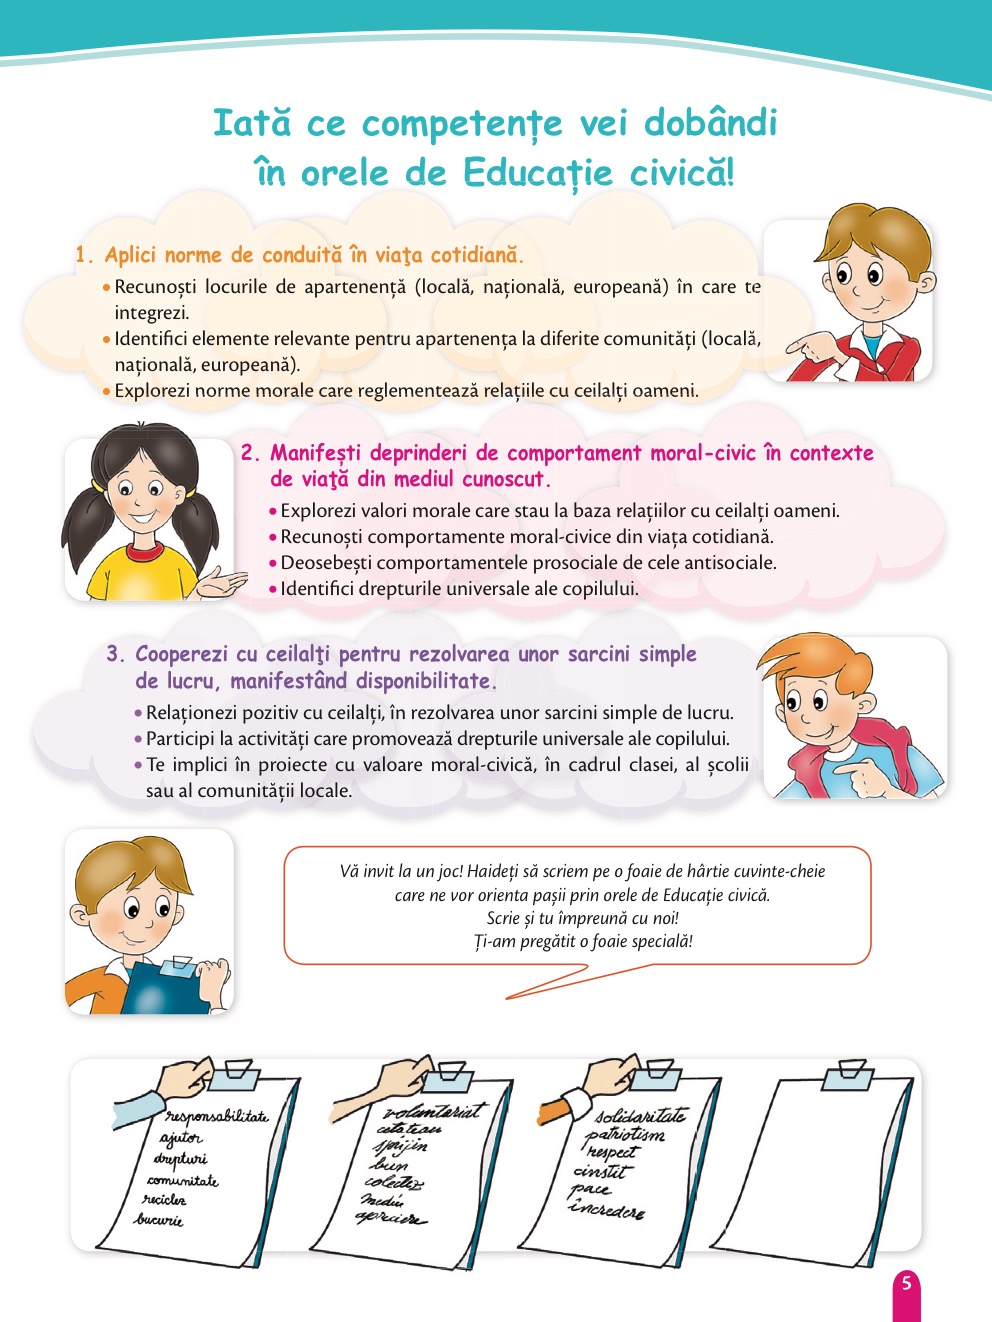 Iată ce competențe vei dobândi
în orele de Educație civică!
1. Aplici norme de conduită în viața cotidiană.
• Recunoști locurile de apartenență (locală, națională, europeană) în care te
integrezi.
• Identifici elemente relevante pentru apartenența la diferite comunități (locală,
națională, europeană).
• Explorezi norme morale care reglementează relațiile cu ceilalți oameni.
2. Manifești deprinderi de comportament moral-civic în contexte
de viață din mediul cunoscut.
• Explorezi valori morale care stau la baza relațiilor cu ceilalți oameni.
• Recunoști comportamente moral-civice din viața cotidiană.
• Deosebești comportamentele prosociale de cele antisociale.
• Identifici drepturile universale ale copilului.
3. Cooperezi cu ceilalți pentru rezolvarea unor sarcini simple
de lucru, manifestând disponibilitate.
• Relaționezi pozitiv cu ceilalți, în rezolvarea unor sarcini simple de lucru.
• Participi la activități care promovează drepturile universale ale copilului.
• Te implici în proiecte cu valoare moral-civică, în cadrul clasei, al școlii
sau al comunității locale.
Vă invit la un joc! Haideți să scriem pe o foaie de hârtie cuvinte-cheie
care ne vor orienta pașii prin orele de Educație civică.
Scrie și tu împreună cu noi!
Ți-am pregătit o foaie specială!
responsabilitate
ajutor
drepturi
comunitate
reciclez
bucurie
voluntariat
cetățean
sprijin
bun
colectez
mediu
apreciere
solidaritate
patriotism
respect
cinstit
pace
încredere
5